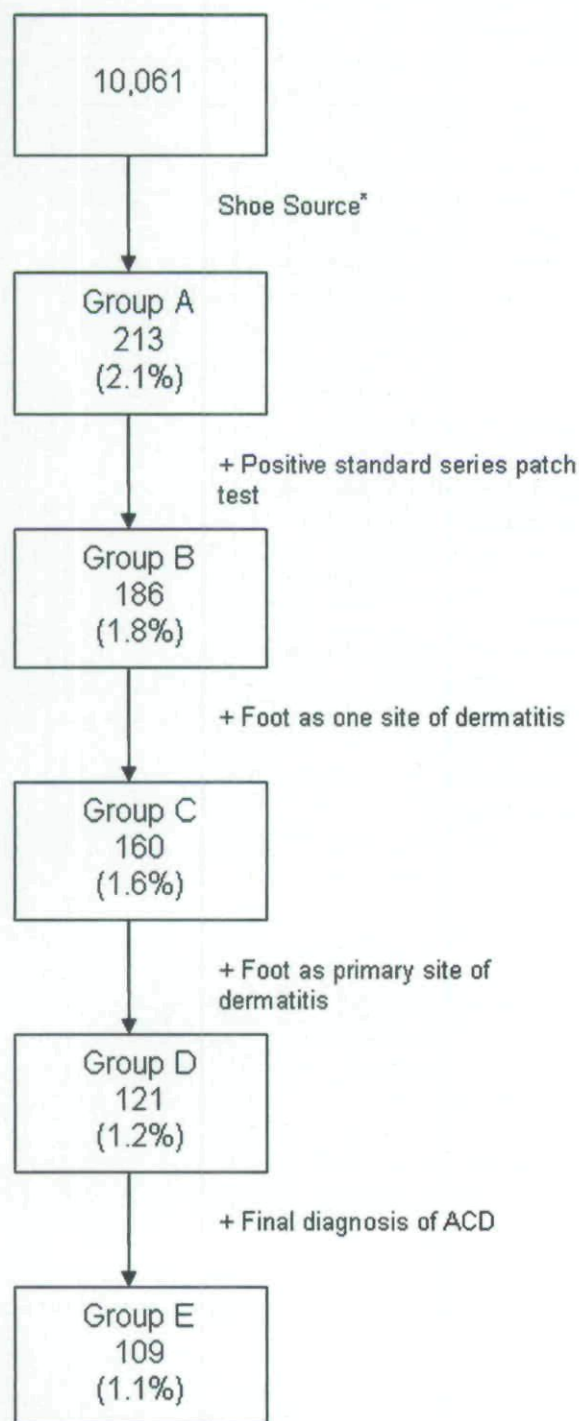 10,061
Shoe Source*
Group A
213
(2.1%)
+ Positive standard series patch
test
Group B
186
(1.8%)
+ Foot as one site of dermatitis
Group C
160
(1.6%)
+ Foot as primary site of
dermatitis
Group D
121
(1.2%)
+ Final diagnosis of ACD
Group E
109
(1.1%)